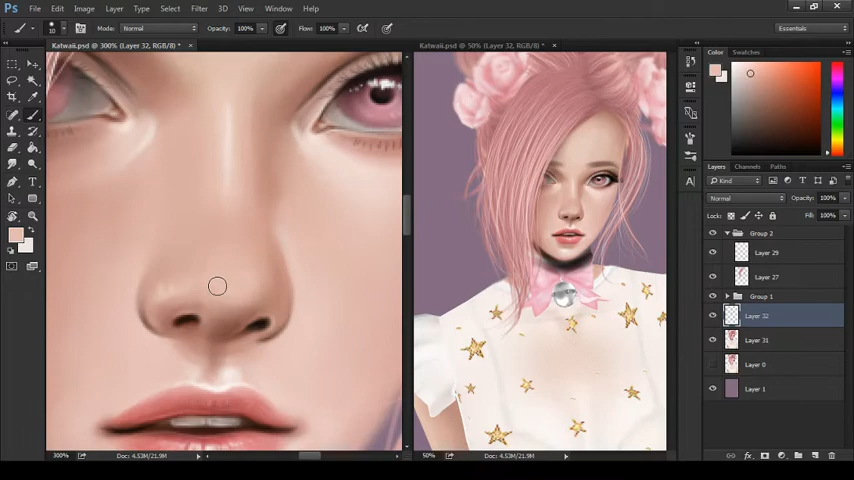 Ps File Edit Image Layer Type Select Filter 3D View Window Help
10 Mode: Normal Opacity: 100% Flow: 100% Essentials
Katwaii.psd @ 300% (Layer 32, RGB/8) * × Katwaii.psd @ 50% (Layer 32, RGB/8) * ×
Color Swatches
Layers Channels Paths
Kind
Normal Opacity: 100%
Lock: Fill: 100%
Group 2
Layer 29
Layer 27
Group 1
Layer 32
Layer 31
Layer 0
Layer 1
300% Doc: 4.53M/21.9M 50% Doc: 4.53M/21.9M